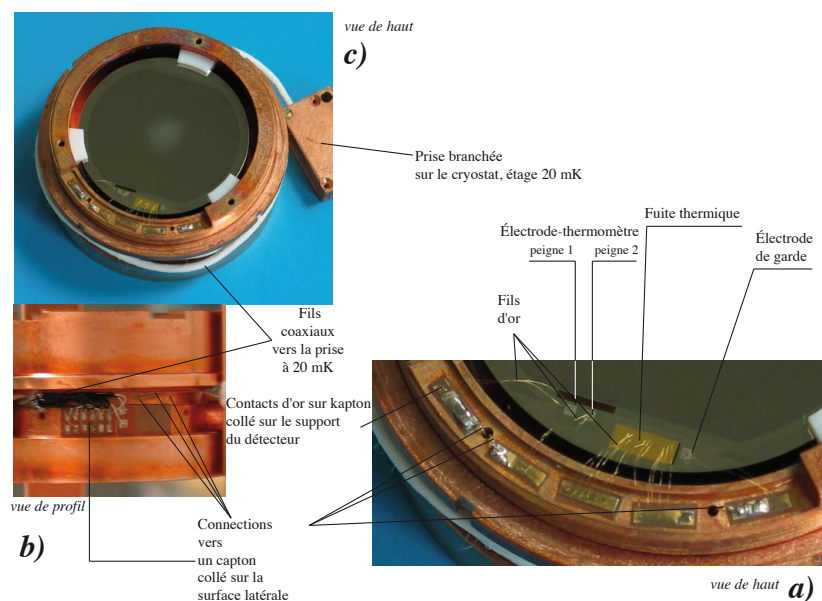 vue de haut
c)
Prise branchée
sur le cryostat, étage 20 mK
Fuite thermique
Électrode-thermomètre
peigne 1
peigne 2
Électrode
de garde
Fils
d'or
Fils
coaxiaux
vers la prise
à 20 mK
Contacts d'or sur kapton
collé sur le support
du détecteur
vue de profil
b)
Connections
vers
un capton
collé sur la
surface latérale
vue de haut
a)